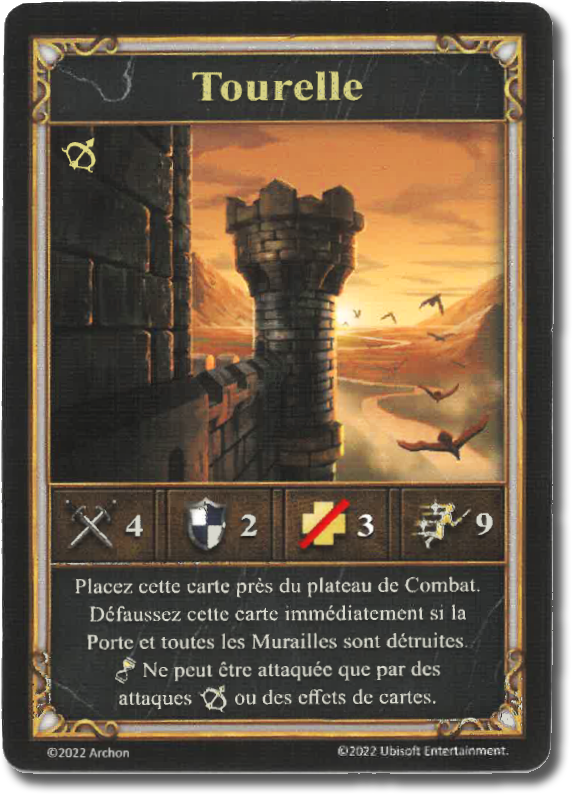 Tourelle
4 2 3 9
Placez cette carte près du plateau de Combat.
Défaussez cette carte immédiatement si la
Porte et toutes les Murailles sont détruites.
Ne peut être attaquée que par des
attaques ou des effets de cartes.
©2022 Archon ©2022 Ubisoft Entertainment.